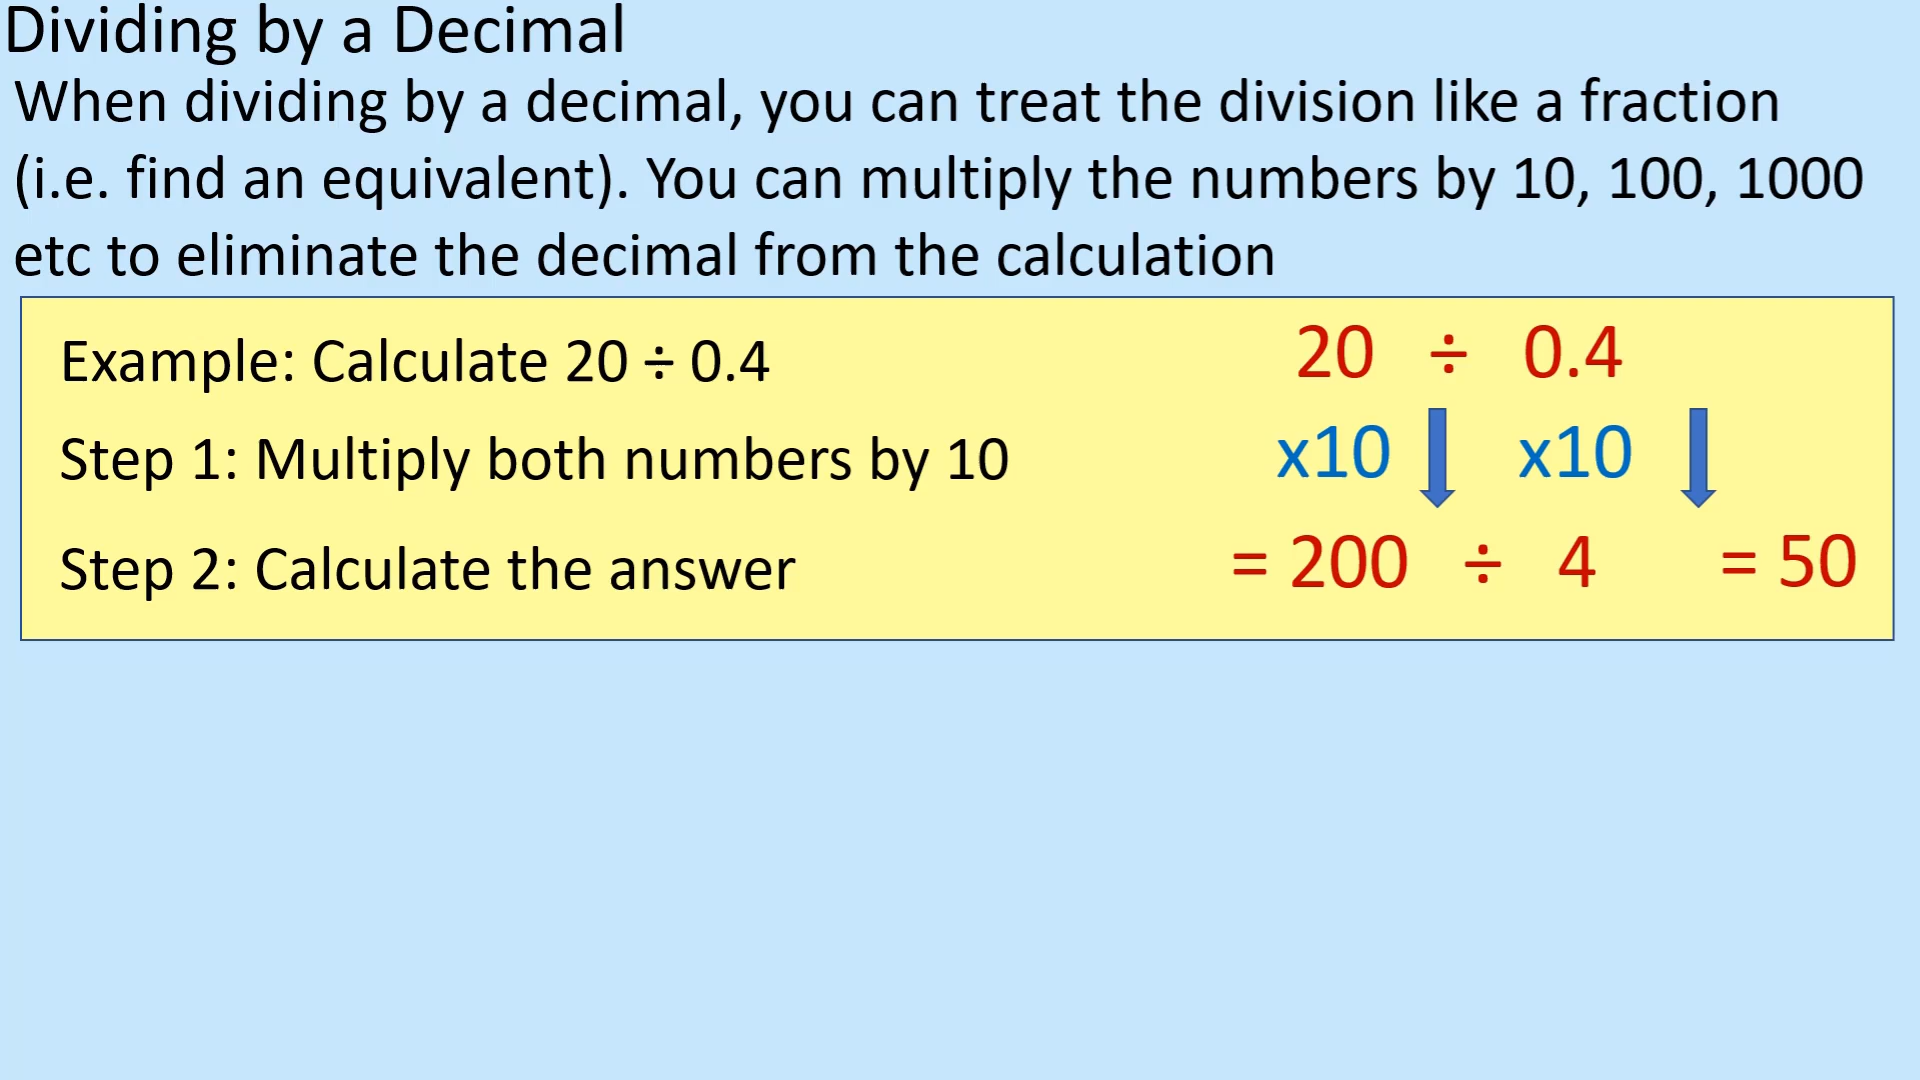 Dividing by a Decimal
When dividing by a decimal, you can treat the division like a fraction
(i.e. find an equivalent). You can multiply the numbers by 10, 100, 1000
etc to eliminate the decimal from the calculation
Example: Calculate 20 ÷ 0.4
20 ÷ 0.4
Step 1: Multiply both numbers by 10
x10 x10
Step 2: Calculate the answer
= 200 ÷ 4 = 50